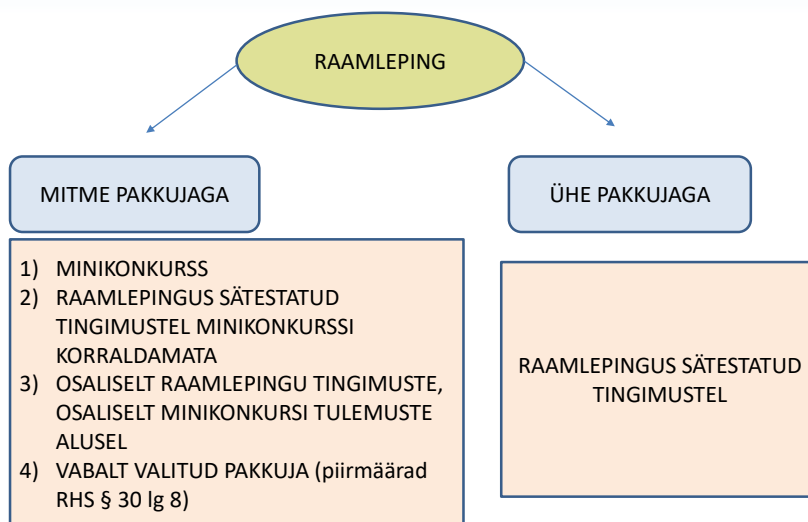 RAAMLEPING
MITME PAKKUJAGA
ÜHE PAKKUJAGA
1) MINIKONKURSS
2) RAAMLEPINGUS SÄTESTATUD
TINGIMUSTEL MINIKONKURSSI
KORRALDAMATA
3) OSALISELT RAAMLEPINGU TINGIMUSTE,
OSALISELT MINIKONKURSI TULEMUSTE
ALUSEL
4) VABALT VALITUD PAKKUJA (piirmäärad
RHS § 30 lg 8)
RAAMLEPINGUS SÄTESTATUD
TINGIMUSTEL